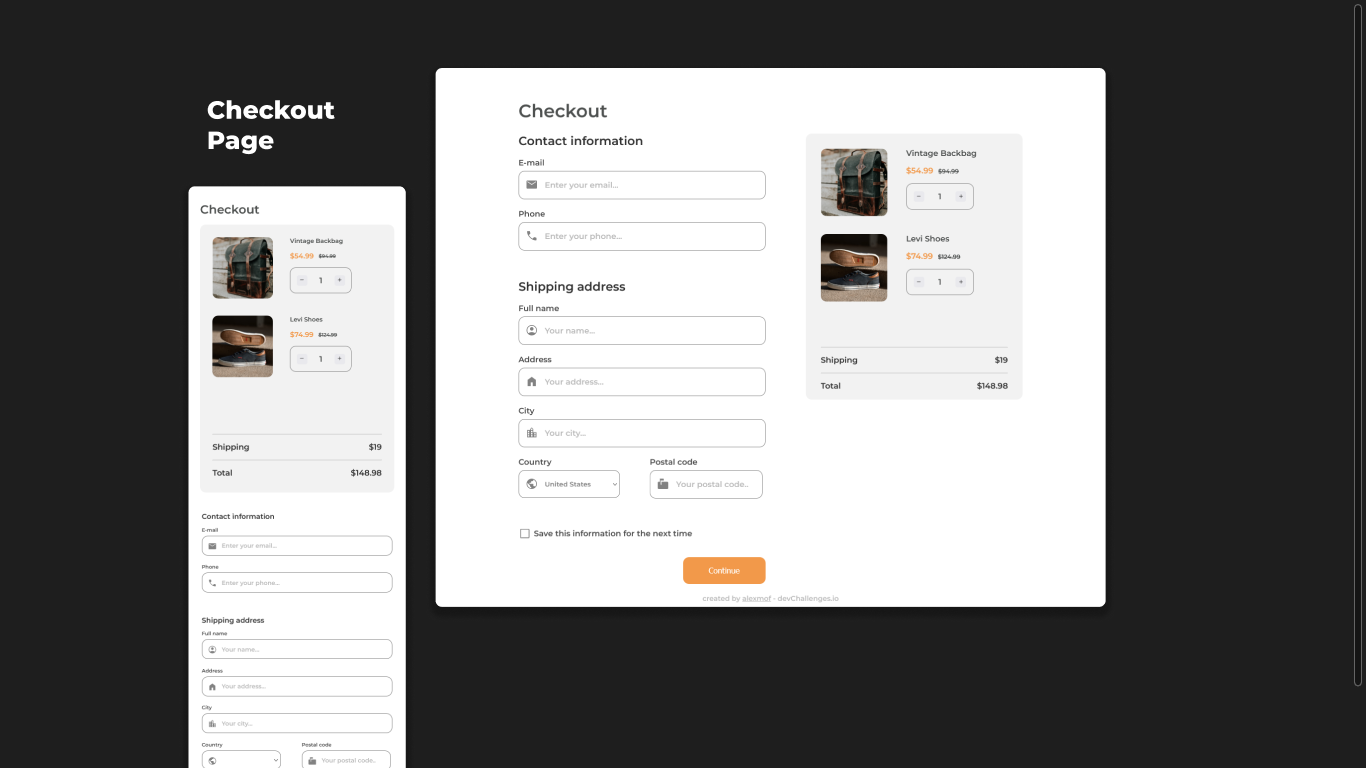 Checkout
Page
Checkout
Vintage Backbag
$54.99 $94.99
− 1 +
Levi Shoes
$74.99 $124.99
− 1 +
Shipping $19
Total $148.98
Contact information
E-mail
Enter your email...
Phone
Enter your phone...
Shipping address
Full name
Your name...
Address
Your address...
City
Your city...
Country Postal code
Your postal code..
Checkout
Contact information
E-mail
Enter your email...
Phone
Enter your phone...
Shipping address
Full name
Your name...
Address
Your address...
City
Your city...
Country Postal code
United States Your postal code..
Save this information for the next time
Continue
created by alexmof - devChallenges.io
Vintage Backbag
$54.99 $94.99
− 1 +
Levi Shoes
$74.99 $124.99
− 1 +
Shipping $19
Total $148.98